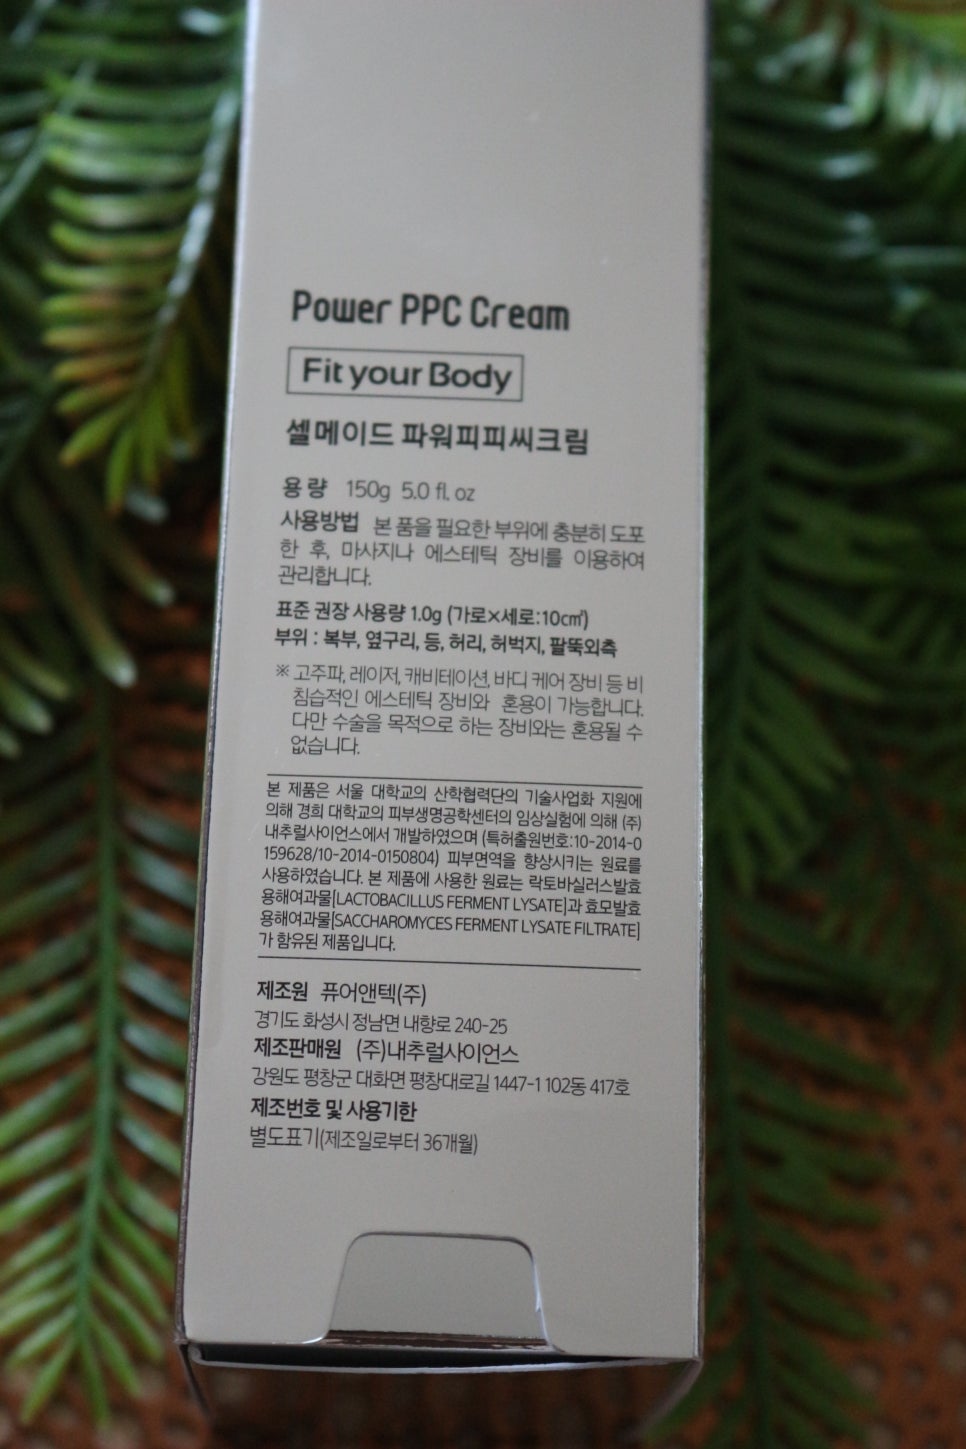 Power PPC Cream
Fit your Body
셀메이드 파워피피씨크림
용량 150g 5.0 fl. oz
사용방법 본 품을 필요한 부위에 충분히 도포
한 후, 마사지나 에스테틱 장비를 이용하여
관리합니다.
표준 권장 사용량 1.0g (가로×세로:10㎠)
부위 : 복부, 옆구리, 등, 허리, 허벅지, 팔뚝외측
※ 고주파, 레이저, 캐비테이션, 바디 케어 장비 등 비
침습적인 에스테틱 장비와 혼용이 가능합니다.
다만 수술을 목적으로 하는 장비와는 혼용될 수
없습니다.
본 제품은 서울 대학교의 산학협력단의 기술사업화 지원에
의해 경희 대학교의 피부생명공학센터의 임상실험에 의해 (주)
내추럴사이언스에서 개발하였으며 (특허출원번호:10-2014-0
159628/10-2014-0150804) 피부면역을 향상시키는 원료를
사용하였습니다. 본 제품에 사용한 원료는 락토바실러스발효
용해여과물[LACTOBACILLUS FERMENT LYSATE]과 효모발효
용해여과물[SACCHAROMYCES FERMENT LYSATE FILTRATE]
가 함유된 제품입니다.
제조원 퓨어앤텍(주)
경기도 화성시 정남면 내향로 240-25
제조판매원 (주)내추럴사이언스
강원도 평창군 대화면 평창대로길 1447-1 102동 417호
제조번호 및 사용기한
별도표기(제조일로부터 36개월)